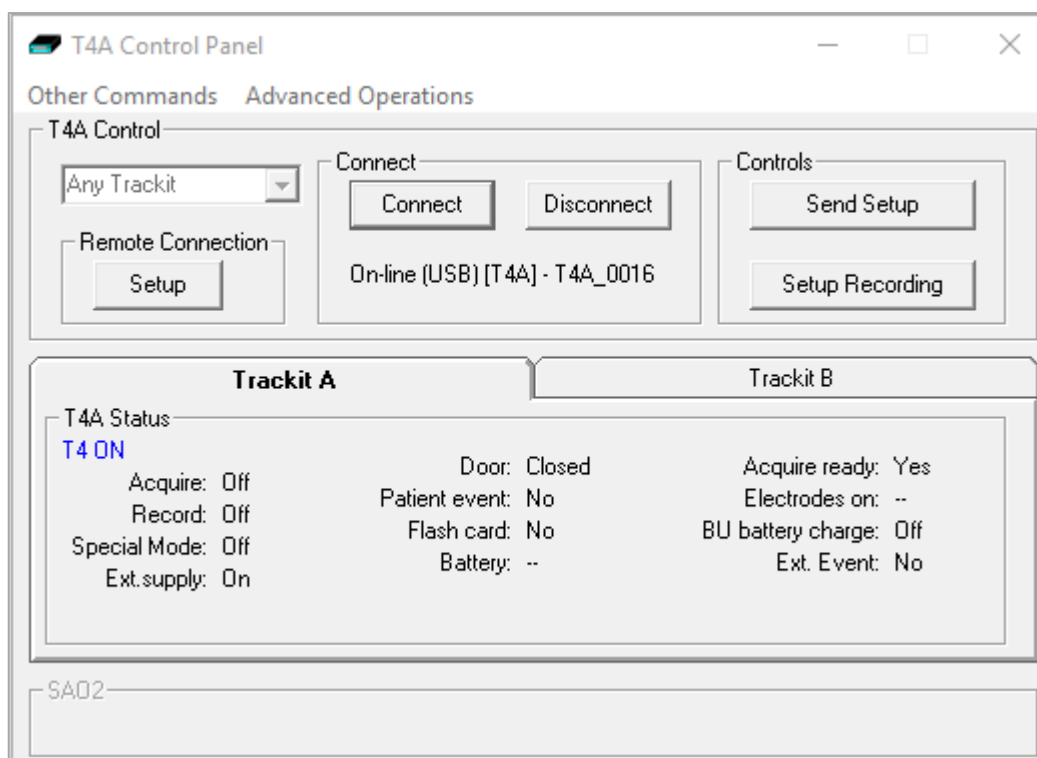 T4A Control Panel
Other Commands Advanced Operations
T4A Control
Any Trackit
Remote Connection
Setup
Connect
Connect Disconnect
On-line (USB) [T4A] - T4A_0016
Controls
Send Setup
Setup Recording
Trackit A Trackit B
T4A Status
T4 ON
Acquire: Off
Record: Off
Special Mode: Off
Ext.supply: On
Door: Closed
Patient event: No
Flash card: No
Battery: --
Acquire ready: Yes
Electrodes on: --
BU battery charge: Off
Ext. Event: No
SAO2